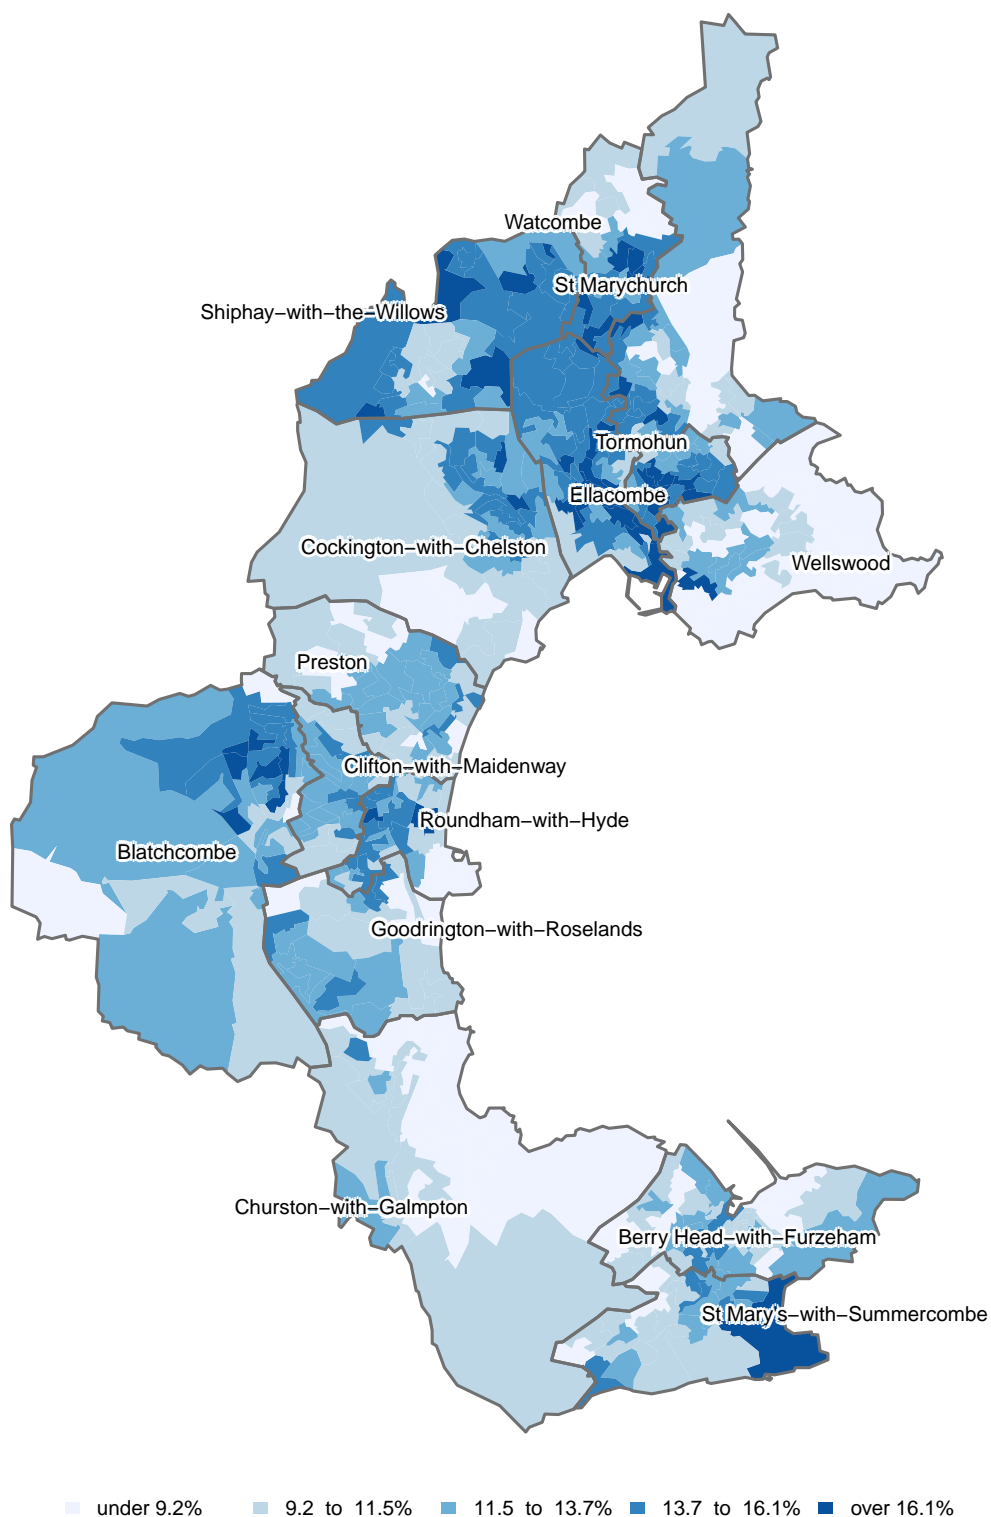 Watcombe
St Marychurch
Shiphay−with−the−Willows
Tormohun
Ellacombe
Cockington−with−Chelston
Wellswood
Preston
Clifton−with−Maidenway
Roundham−with−Hyde
Blatchcombe
Goodrington−with−Roselands
Churston−with−Galmpton
Berry Head−with−Furzeham
St Mary's−with−Summercombe
under 9.2% 9.2 to 11.5% 11.5 to 13.7% 13.7 to 16.1% over 16.1%